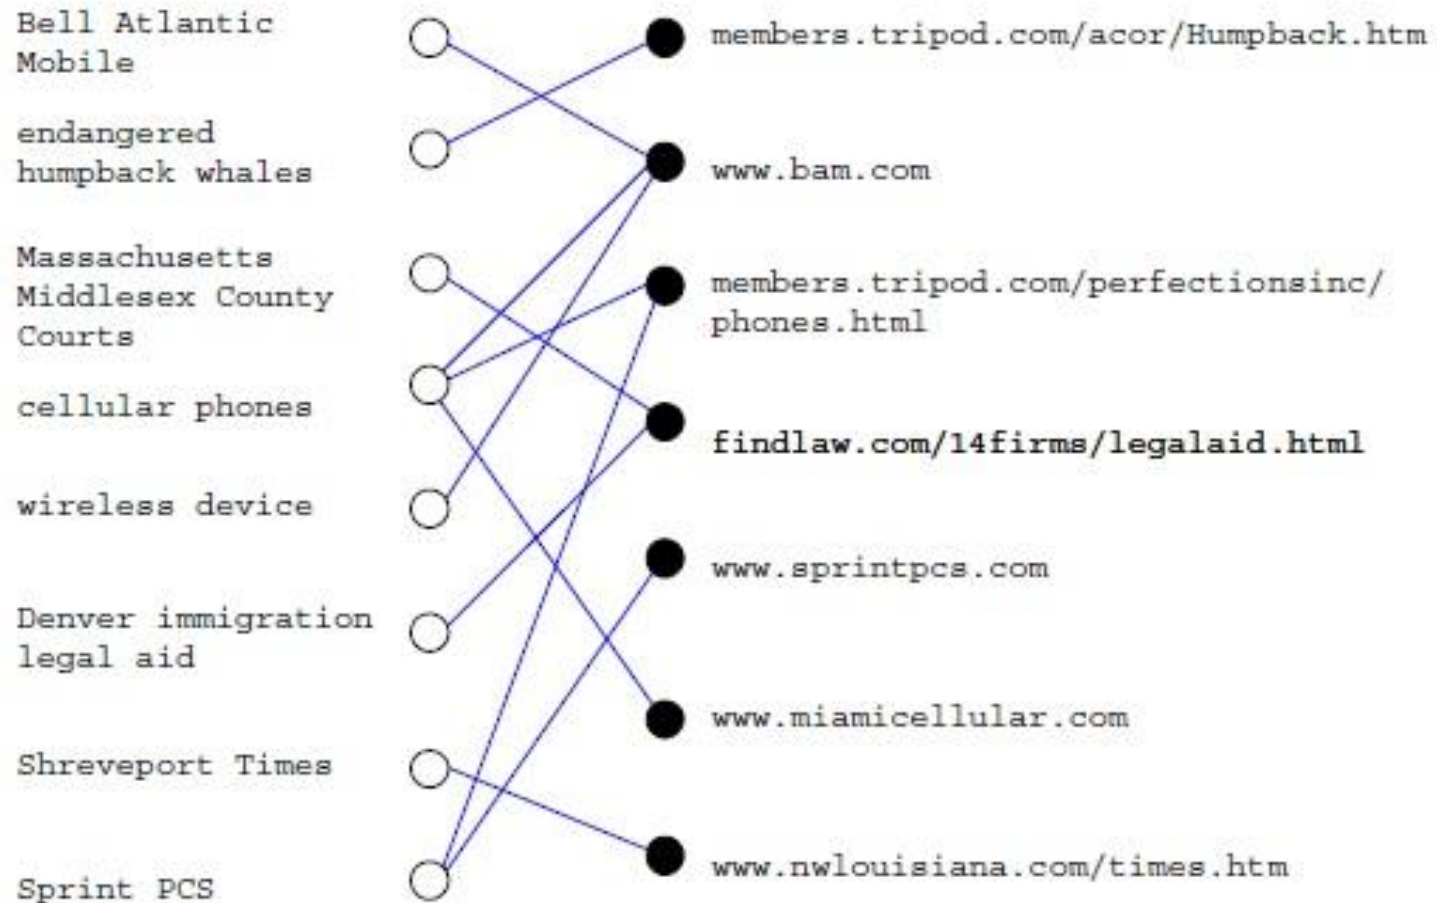 Bell Atlantic
Mobile
endangered
humpback whales
Massachusetts
Middlesex County
Courts
cellular phones
wireless device
Denver immigration
legal aid
Shreveport Times
Sprint PCS
members.tripod.com/acor/Humpback.htm
www.bam.com
members.tripod.com/perfectionsinc/
phones.html
findlaw.com/14firms/legalaid.html
www.sprintpcs.com
www.miamicellular.com
www.nwlouisiana.com/times.htm